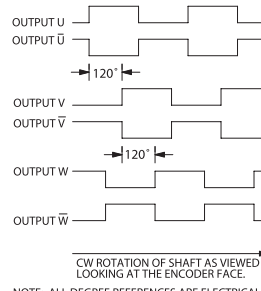 OUTPUT U
OUTPUT U̅
120°
OUTPUT V
OUTPUT V̅
120°
OUTPUT W
OUTPUT W̅
CW ROTATION OF SHAFT AS VIEWED
LOOKING AT THE ENCODER FACE.
NOTE: ALL DEGREE REFERENCES ARE ELECTRICAL